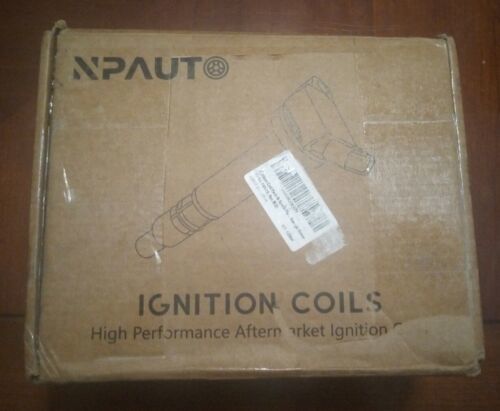 NPAUTO
IGNITION COILS
High Performance Aftermarket Ignition C